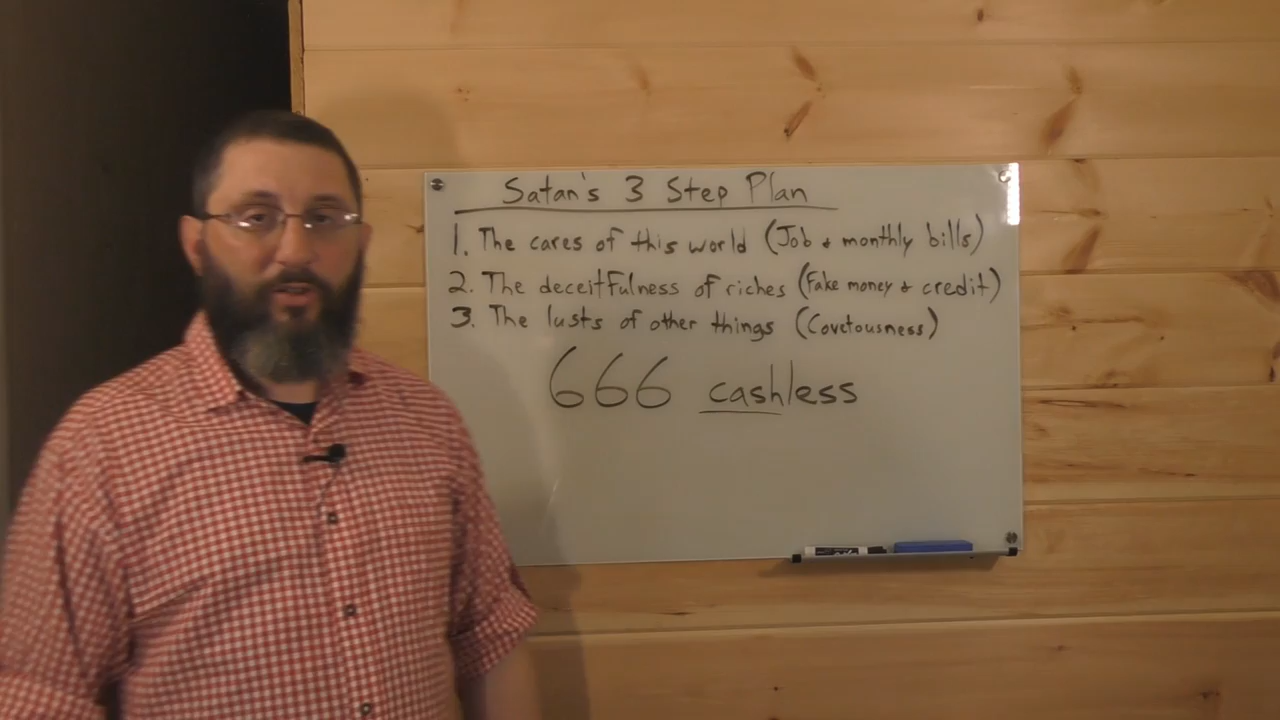 Satan's 3 Step Plan
1. The cares of this world (Job & monthly bills)
2. The deceitfulness of riches (Fake money & credit)
3. The lusts of other things (Covetousness)
666 cashless